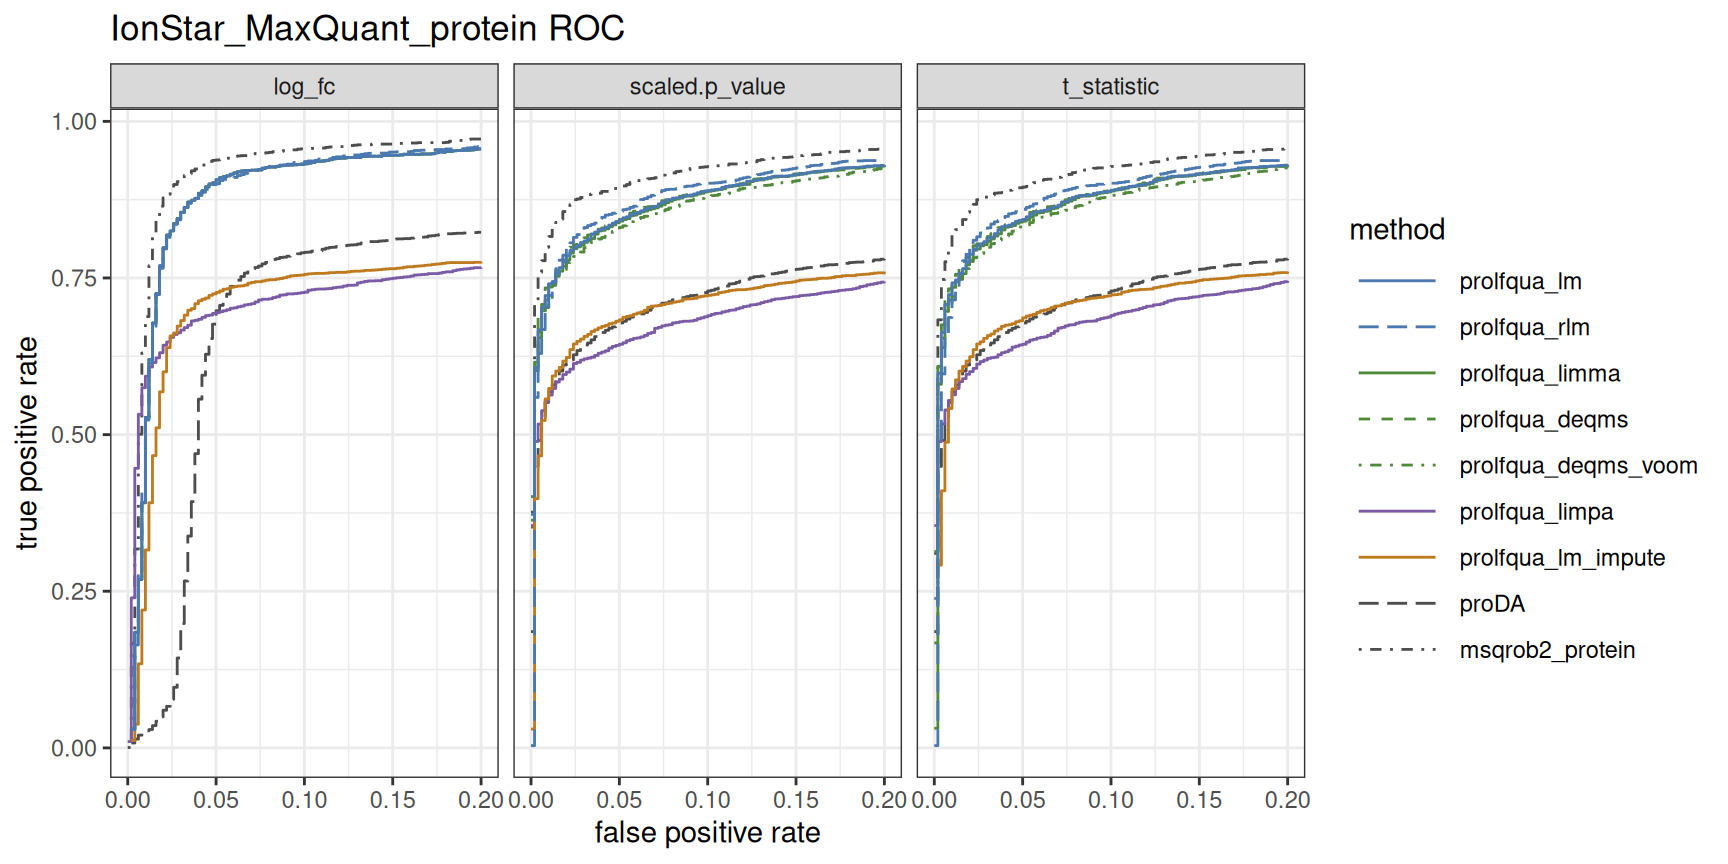 IonStar_MaxQuant_protein ROC
log_fc
scaled.p_value
t_statistic
true positive rate
1.00
0.75
0.50
0.25
0.00
0.00 0.05 0.10 0.15 0.20
0.00 0.05 0.10 0.15 0.20
0.00 0.05 0.10 0.15 0.20
false positive rate
method
prolfqua_lm
prolfqua_rlm
prolfqua_limma
prolfqua_deqms
prolfqua_deqms_voom
prolfqua_limpa
prolfqua_lm_impute
proDA
msqrob2_protein